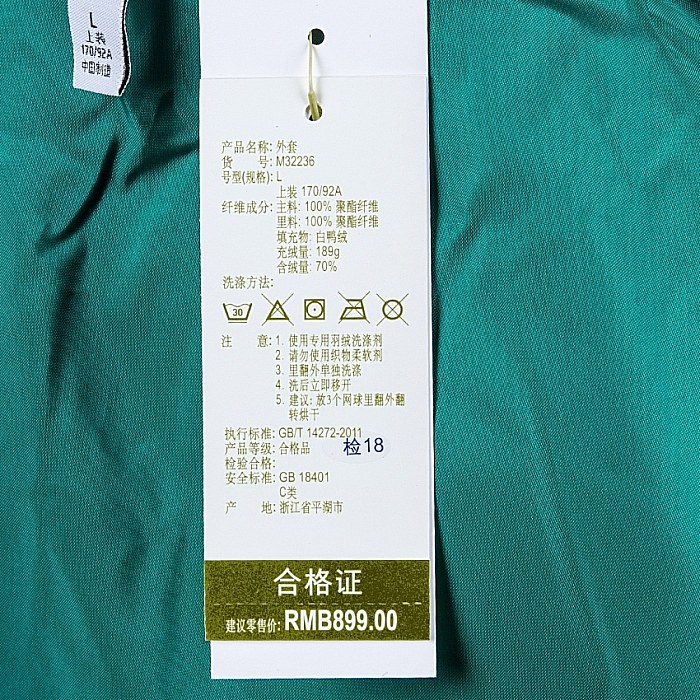 L
上装
170/92A
中国制造
产品名称: 外套
货 号: M32236
号型(规格): L
上装 170/92A
纤维成分: 主料: 100% 聚酯纤维
里料: 100% 聚酯纤维
填充物: 白鸭绒
充绒量: 189g
含绒量: 70%
洗涤方法:
30
注 意: 1. 使用专用羽绒洗涤剂
2. 请勿使用织物柔软剂
3. 里翻外单独洗涤
4. 洗后立即移开
5. 建议: 放3个网球里翻外翻
转烘干
执行标准: GB/T 14272-2011
产品等级: 合格品
检18
检验合格:
安全标准: GB 18401
C类
产 地: 浙江省平湖市
合格证
建议零售价: RMB899.00